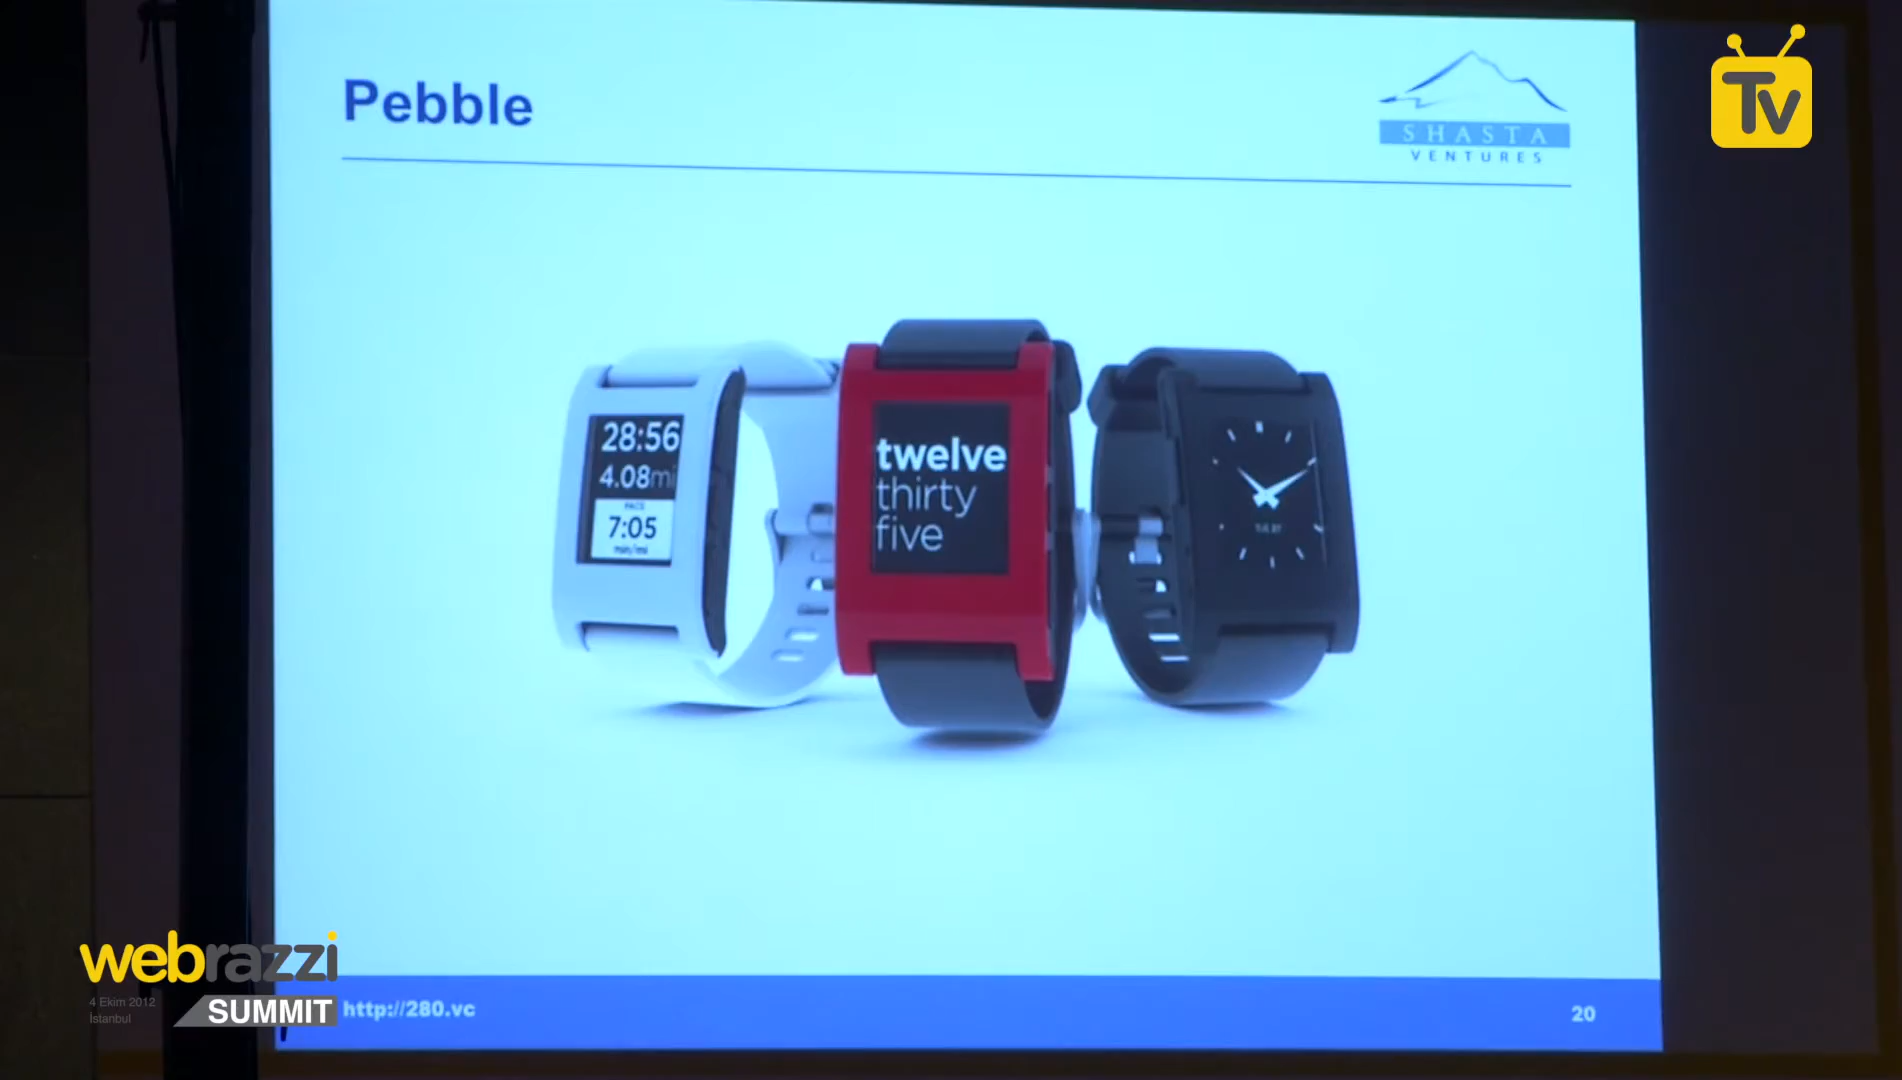 Pebble
SHASTA
VENTURES
Tv
28:56
4.08mi
PACE
7:05
min/mi
twelve
thirty
five
webrazzi
4 Ekim 2012
İstanbul
SUMMIT
http://280.vc
20